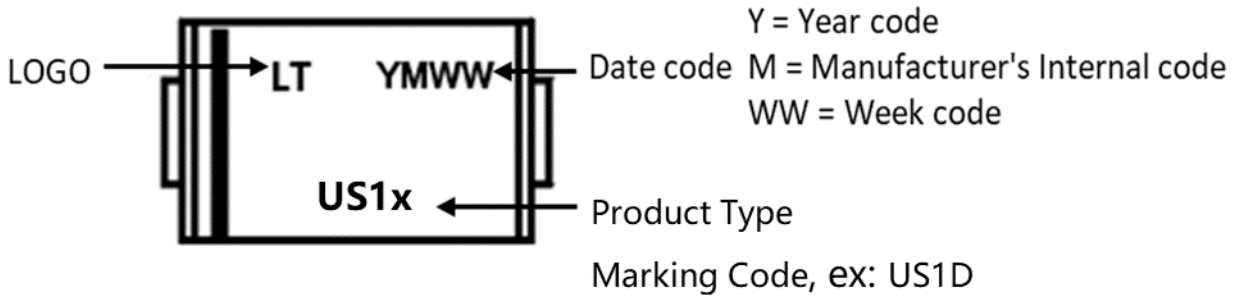 Y = Year code
LOGO LT YMWW Date code M = Manufacturer's Internal code
WW = Week code
US1x Product Type
Marking Code, ex: US1D